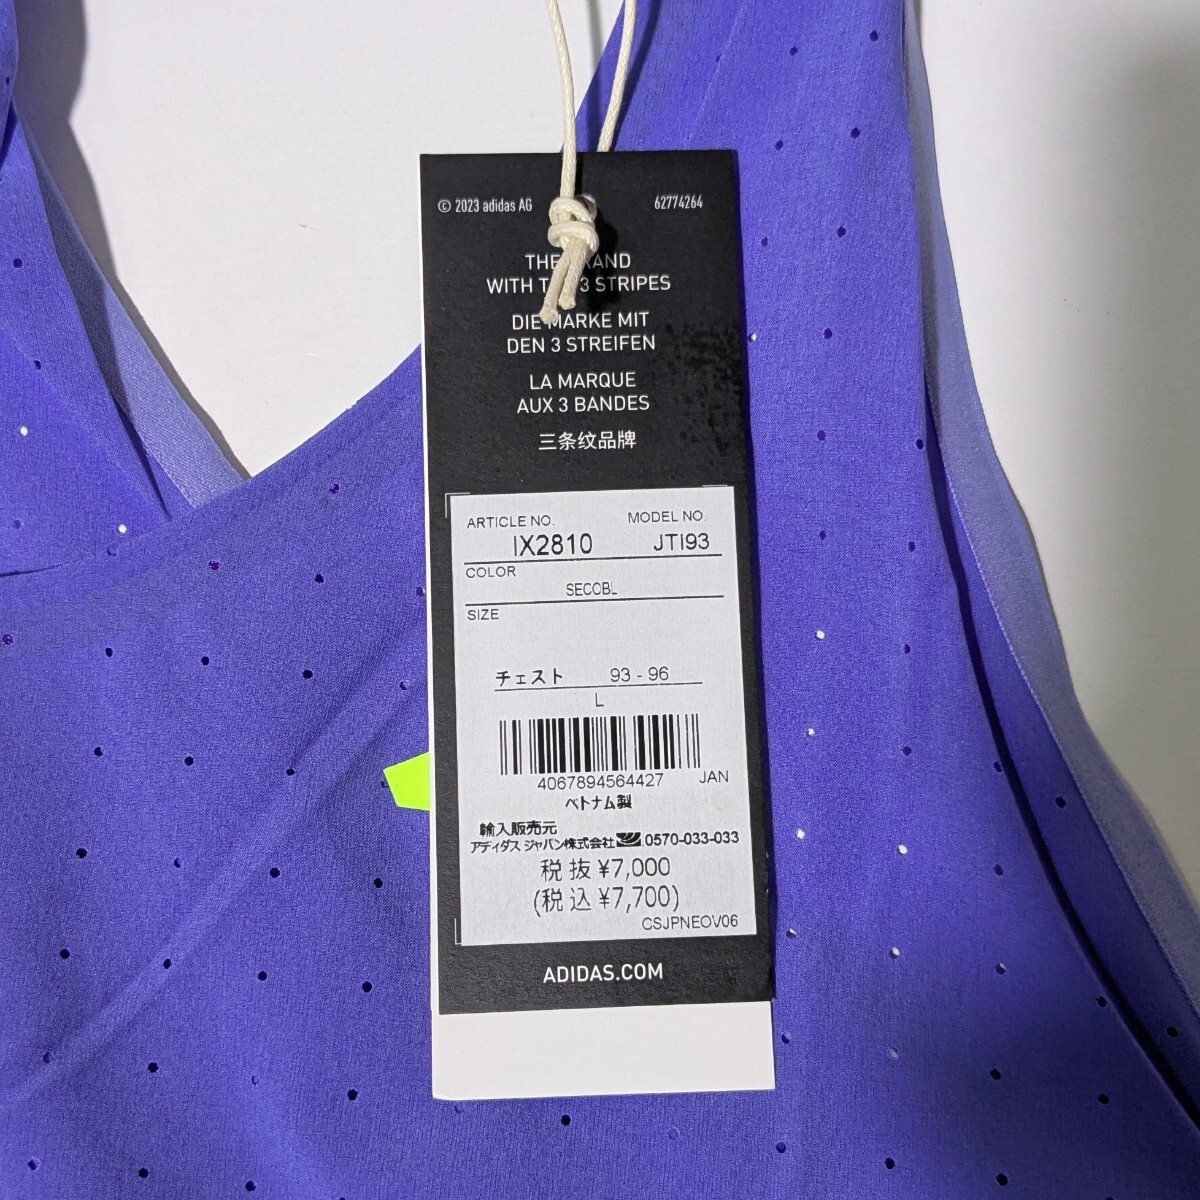 © 2023 adidas AG 62774264
THE BRAND
WITH THE 3 STRIPES
DIE MARKE MIT
DEN 3 STREIFEN
LA MARQUE
AUX 3 BANDES
三条纹品牌
ARTICLE NO. MODEL NO.
IX2810 JTI93
COLOR
SECOBL
SIZE
チェスト 93 - 96
L
4067894564427 JAN
ベトナム製
輸入販売元
アディダス ジャパン株式会社 .0570-033-033
税抜 ¥7,000
(税込 ¥7,700)
CSJPNEOV06
ADIDAS.COM